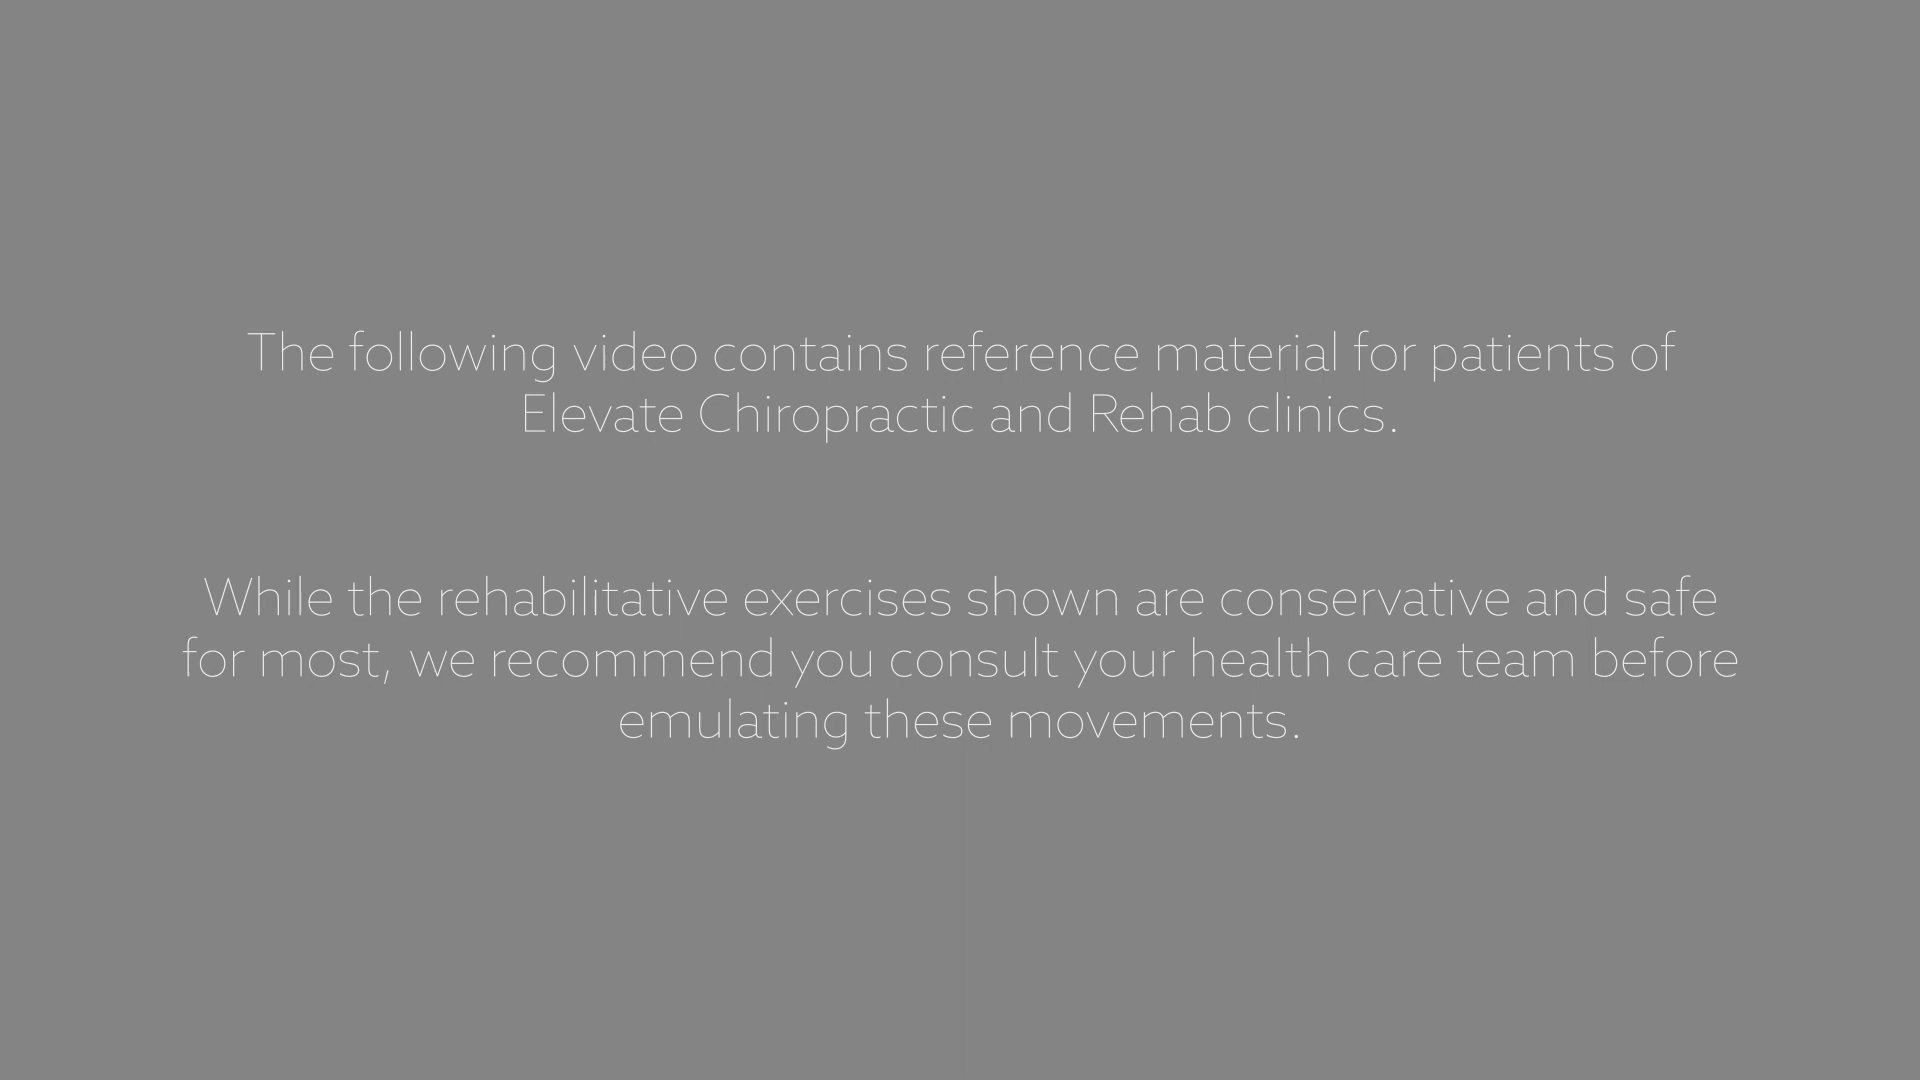 The following video contains reference material for patients of
Elevate Chiropractic and Rehab clinics.
While the rehabilitative exercises shown are conservative and safe
for most, we recommend you consult your health care team before
emulating these movements.